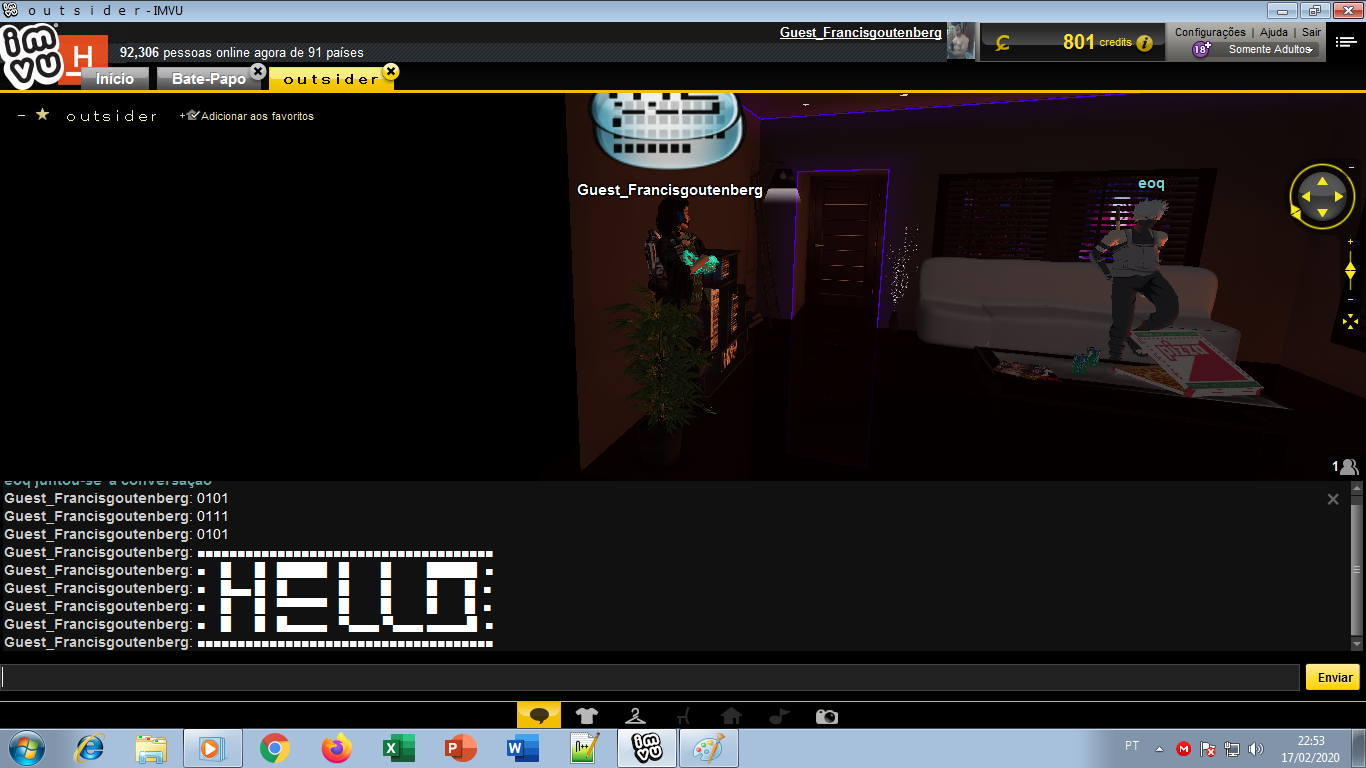 o u t s i d e r - IMVU
imvu
H
92,306 pessoas online agora de 91 países
Guest_Francisgoutenberg
801 credits
Configurações | Ajuda | Sair
18+ Somente Adultos
Início
Bate-Papo
o u t s i d e r
o u t s i d e r
+ Adicionar aos favoritos
Guest_Francisgoutenberg
eoq
pizza
1
eoq juntou-se à conversação
Guest_Francisgoutenberg: 0101
Guest_Francisgoutenberg: 0111
Guest_Francisgoutenberg: 0101
Guest_Francisgoutenberg:
Guest_Francisgoutenberg:
Guest_Francisgoutenberg:
Guest_Francisgoutenberg:
Guest_Francisgoutenberg:
Guest_Francisgoutenberg:
HELLO
Enviar
imvu
PT
22:53
17/02/2020